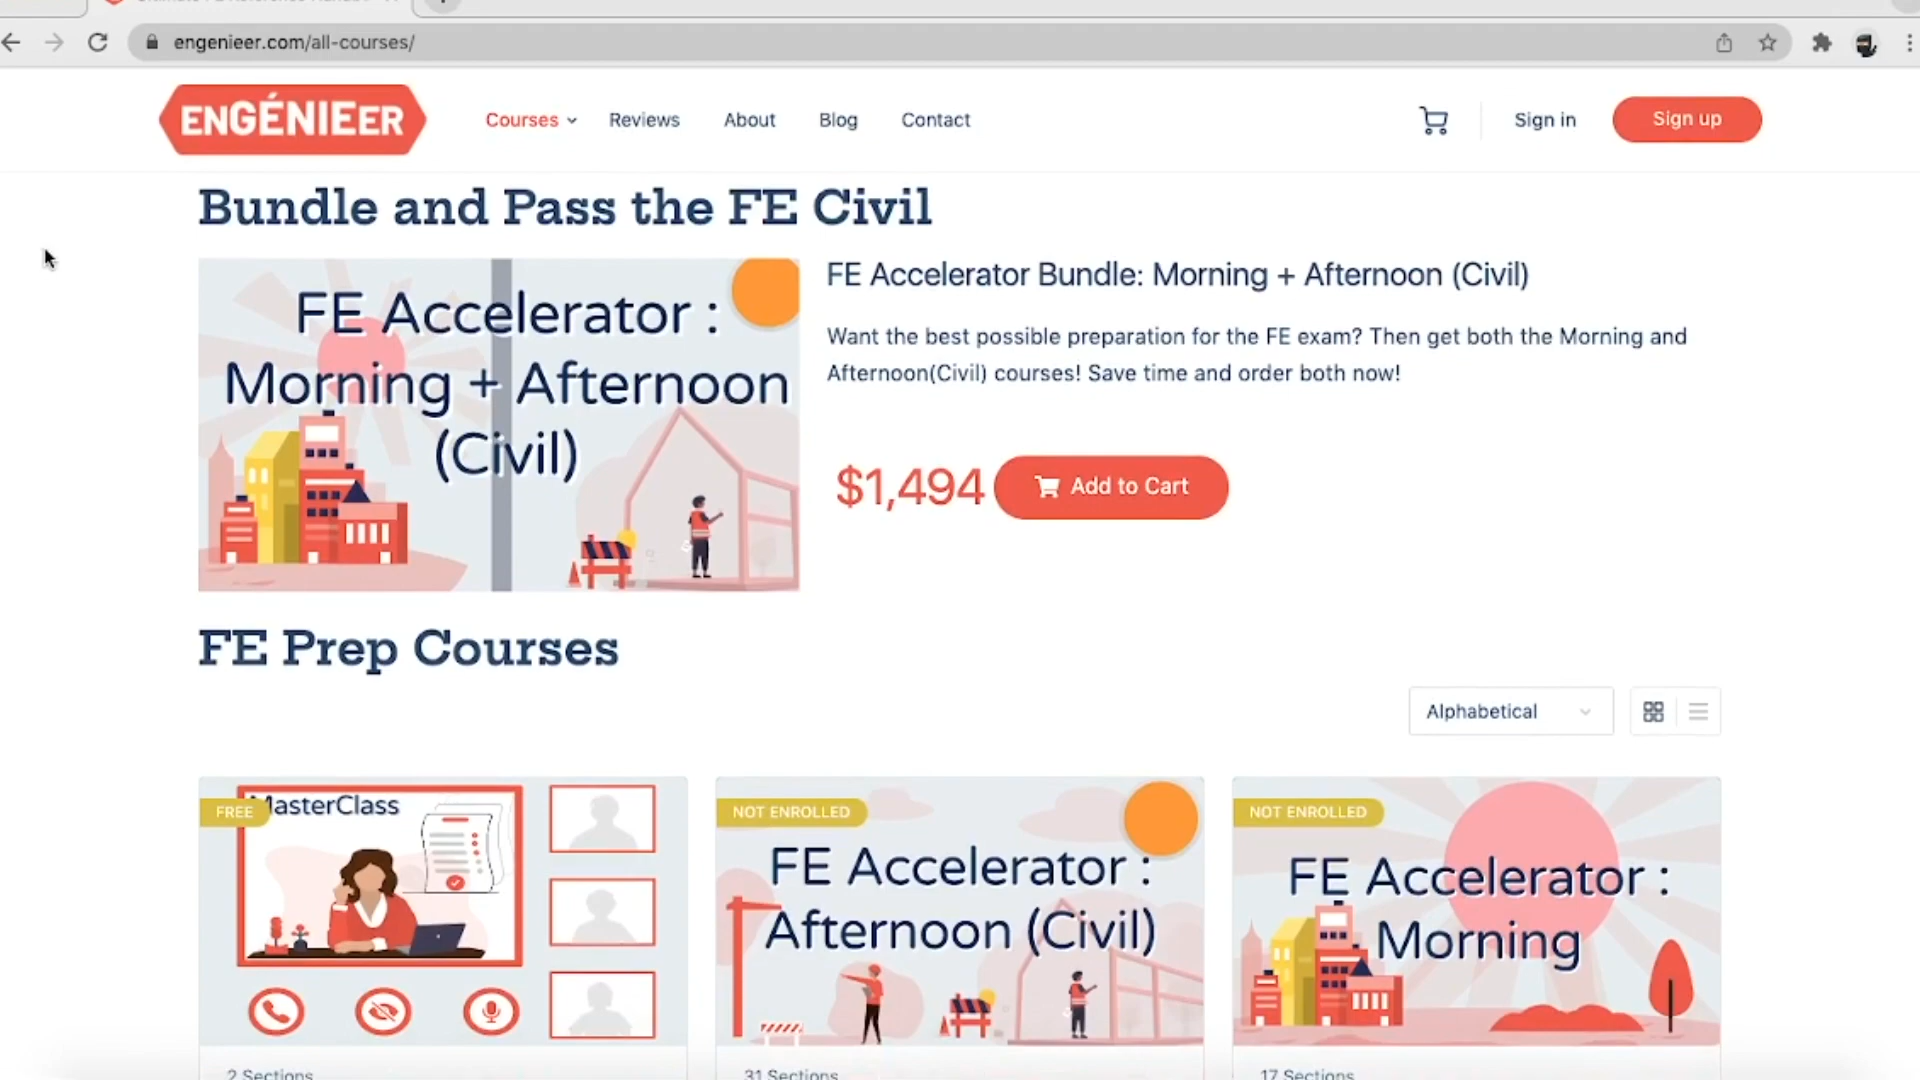 engenieer.com/all-courses/
ENGÉNIEER
Courses
Reviews
About
Blog
Contact
Sign in
Sign up
Bundle and Pass the FE Civil
FE Accelerator :
Morning + Afternoon
(Civil)
FE Accelerator Bundle: Morning + Afternoon (Civil)
Want the best possible preparation for the FE exam? Then get both the Morning and
Afternoon(Civil) courses! Save time and order both now!
$1,494
Add to Cart
FE Prep Courses
Alphabetical
FREE
MasterClass
NOT ENROLLED
FE Accelerator :
Afternoon (Civil)
NOT ENROLLED
FE Accelerator :
Morning
2 Sections
31 Sections
17 Sections